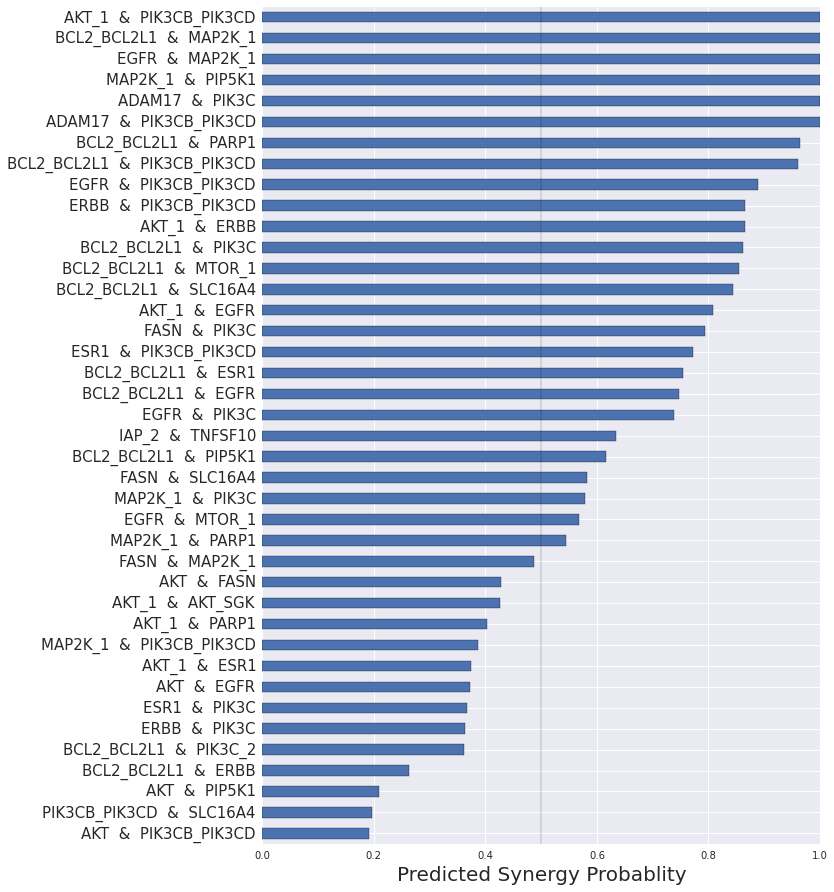 AKT_1 & PIK3CB_PIK3CD
BCL2_BCL2L1 & MAP2K_1
EGFR & MAP2K_1
MAP2K_1 & PIP5K1
ADAM17 & PIK3C
ADAM17 & PIK3CB_PIK3CD
BCL2_BCL2L1 & PARP1
BCL2_BCL2L1 & PIK3CB_PIK3CD
EGFR & PIK3CB_PIK3CD
ERBB & PIK3CB_PIK3CD
AKT_1 & ERBB
BCL2_BCL2L1 & PIK3C
BCL2_BCL2L1 & MTOR_1
BCL2_BCL2L1 & SLC16A4
AKT_1 & EGFR
FASN & PIK3C
ESR1 & PIK3CB_PIK3CD
BCL2_BCL2L1 & ESR1
BCL2_BCL2L1 & EGFR
EGFR & PIK3C
IAP_2 & TNFSF10
BCL2_BCL2L1 & PIP5K1
FASN & SLC16A4
MAP2K_1 & PIK3C
EGFR & MTOR_1
MAP2K_1 & PARP1
FASN & MAP2K_1
AKT & FASN
AKT_1 & AKT_SGK
AKT_1 & PARP1
MAP2K_1 & PIK3CB_PIK3CD
AKT_1 & ESR1
AKT & EGFR
ESR1 & PIK3C
ERBB & PIK3C
BCL2_BCL2L1 & PIK3C_2
BCL2_BCL2L1 & ERBB
AKT & PIP5K1
PIK3CB_PIK3CD & SLC16A4
AKT & PIK3CB_PIK3CD
0.0 0.2 0.4 0.6 0.8 1.0
Predicted Synergy Probablity